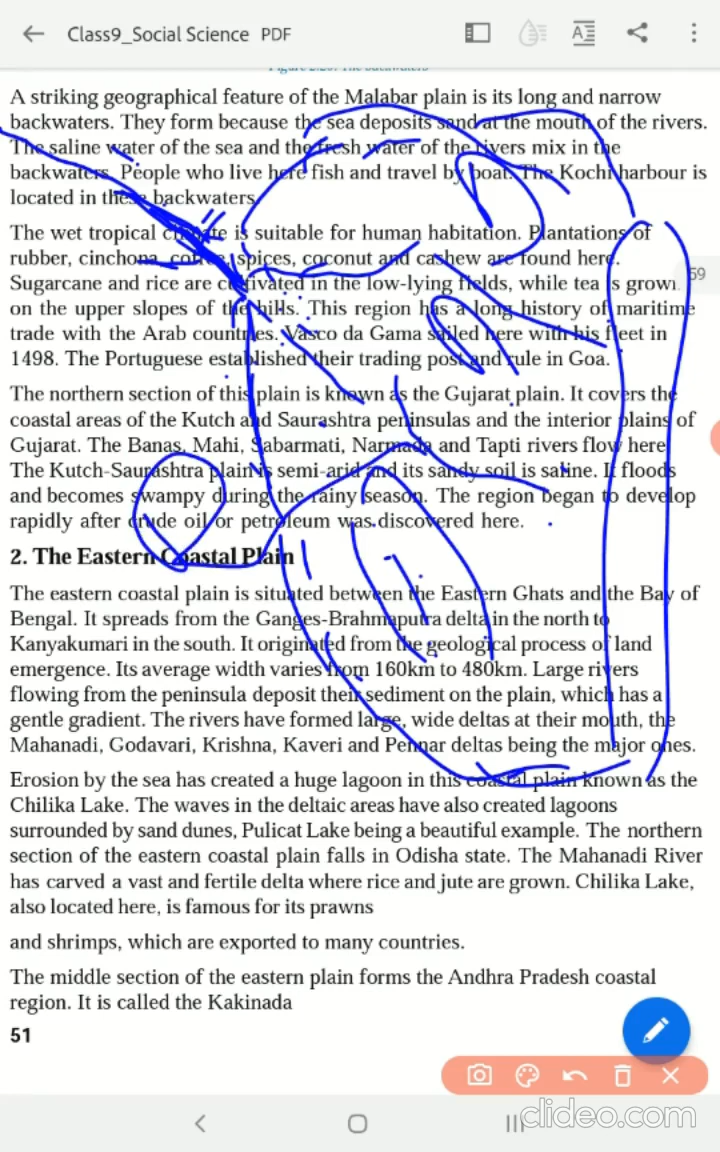 Class9_Social Science PDF
Figure 2.20: The backwaters
A striking geographical feature of the Malabar plain is its long and narrow
backwaters. They form because the sea deposits sand at the mouth of the rivers.
The saline water of the sea and the fresh water of the rivers mix in the
backwaters. People who live here fish and travel by boat. The Kochi harbour is
located in these backwaters.
The wet tropical climate is suitable for human habitation. Plantations of
rubber, cinchona, coffee, spices, coconut and cashew are found here.
Sugarcane and rice are cultivated in the low-lying fields, while tea is grown
59
on the upper slopes of the hills. This region has a long history of maritime
trade with the Arab countries. Vasco da Gama sailed here with his fleet in
1498. The Portuguese established their trading post and rule in Goa.
The northern section of this plain is known as the Gujarat plain. It covers the
coastal areas of the Kutch and Saurashtra peninsulas and the interior plains of
Gujarat. The Banas, Mahi, Sabarmati, Narmada and Tapti rivers flow here
The Kutch-Saurashtra plain is semi-arid and its sandy soil is saline. It floods
and becomes swampy during the rainy season. The region began to develop
rapidly after crude oil or petroleum was discovered here.
2. The Eastern Coastal Plain
The eastern coastal plain is situated between the Eastern Ghats and the Bay of
Bengal. It spreads from the Ganges-Brahmaputra delta in the north to
Kanyakumari in the south. It originated from the geological process of land
emergence. Its average width varies from 160km to 480km. Large rivers
flowing from the peninsula deposit their sediment on the plain, which has a
gentle gradient. The rivers have formed large, wide deltas at their mouth, the
Mahanadi, Godavari, Krishna, Kaveri and Pennar deltas being the major ones.
Erosion by the sea has created a huge lagoon in this coastal plain known as the
Chilika Lake. The waves in the deltaic areas have also created lagoons
surrounded by sand dunes, Pulicat Lake being a beautiful example. The northern
section of the eastern coastal plain falls in Odisha state. The Mahanadi River
has carved a vast and fertile delta where rice and jute are grown. Chilika Lake,
also located here, is famous for its prawns
and shrimps, which are exported to many countries.
The middle section of the eastern plain forms the Andhra Pradesh coastal
region. It is called the Kakinada
51
clideo.com